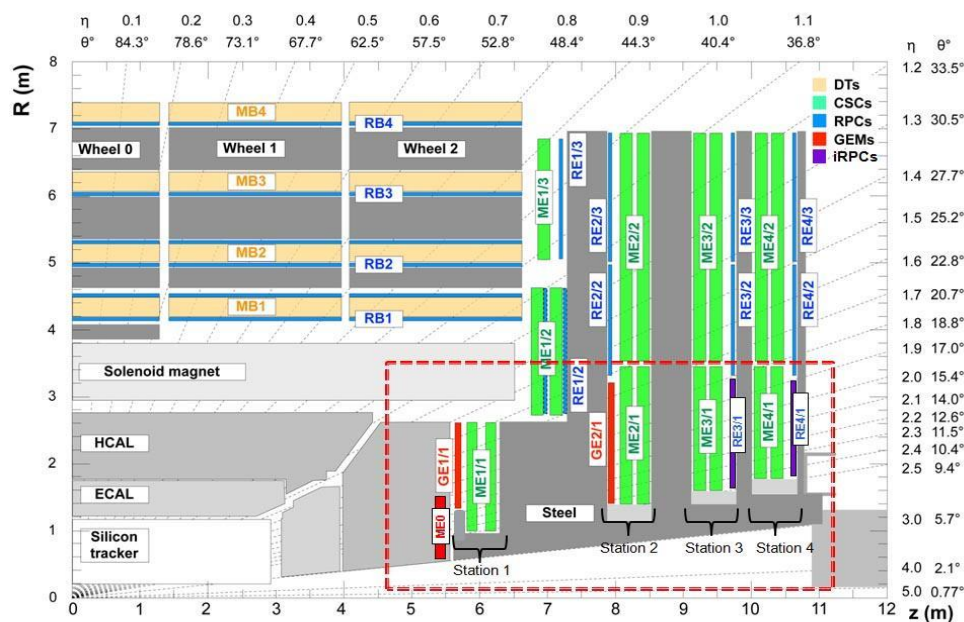 η 0.1 0.2 0.3 0.4 0.5 0.6 0.7 0.8 0.9 1.0 1.1
θ° 84.3° 78.6° 73.1° 67.7° 62.5° 57.5° 52.8° 48.4° 44.3° 40.4° 36.8° η θ°
R (m)
8
7
6
5
4
3
2
1
0
1.2 33.5°
1.3 30.5°
1.4 27.7°
1.5 25.2°
1.6 22.8°
1.7 20.7°
1.8 18.8°
1.9 17.0°
2.0 15.4°
2.1 14.0°
2.2 12.6°
2.3 11.5°
2.4 10.4°
2.5 9.4°
3.0 5.7°
4.0 2.1°
5.0 0.77°
DTs
CSCs
RPCs
GEMs
iRPCs
MB4
RB4
Wheel 0 Wheel 1 Wheel 2
MB3
RB3
MB2
RB2
MB1
RB1
Solenoid magnet
HCAL
ECAL
Silicon
tracker
Steel
ME1/3
RE1/3
ME1/2
RE1/2
RE2/3
RE2/2
ME2/2
ME3/2
RE3/3
RE3/2
ME4/2
RE4/3
RE4/2
GE1/1
ME1/1
ME0
GE2/1
ME2/1
ME3/1
RE3/1
ME4/1
RE4/1
Station 1
Station 2
Station 3
Station 4
0 1 2 3 4 5 6 7 8 9 10 11 12
z (m)